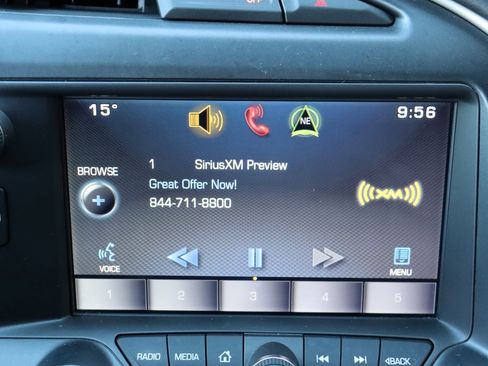 OFF
15° 9:56
NE
1 SiriusXM Preview
BROWSE
Great Offer Now!
844-711-8800
XM
VOICE MENU
1 2 3 4 5
RADIO MEDIA BACK